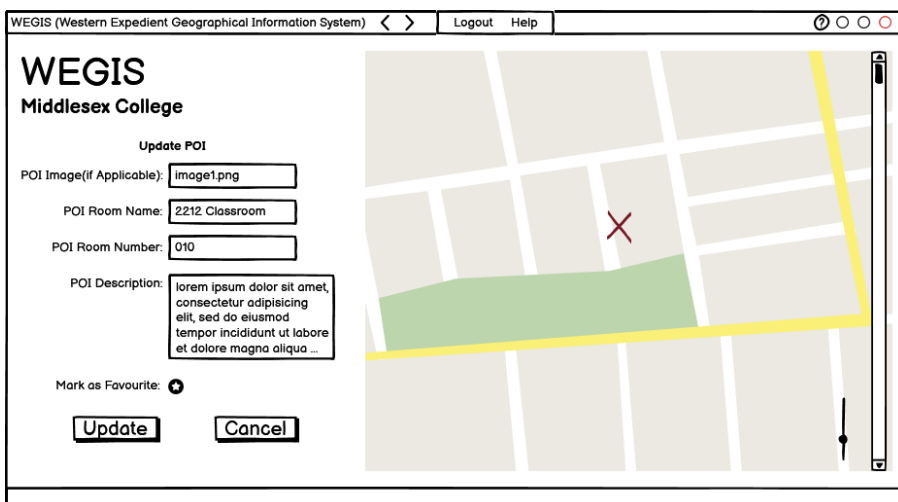 WEGIS (Western Expedient Geographical Information System)
Logout Help
?
WEGIS
Middlesex College
Update POI
POI Image(if Applicable): image1.png
POI Room Name: 2212 Classroom
POI Room Number: 010
POI Description: lorem ipsum dolor sit amet,
consectetur adipisicing
elit, sed do eiusmod
tempor incididunt ut labore
et dolore magna aliqua ...
Mark as Favourite:
Update Cancel